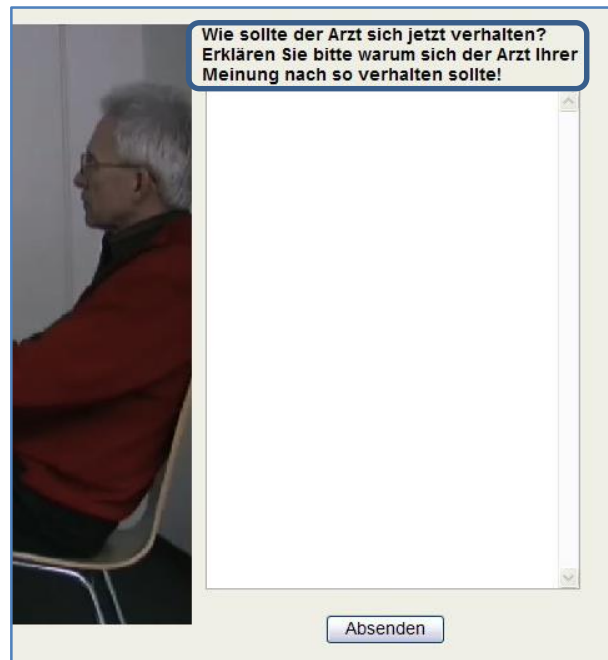 Wie sollte der Arzt sich jetzt verhalten?
Erklären Sie bitte warum sich der Arzt Ihrer
Meinung nach so verhalten sollte!
Absenden